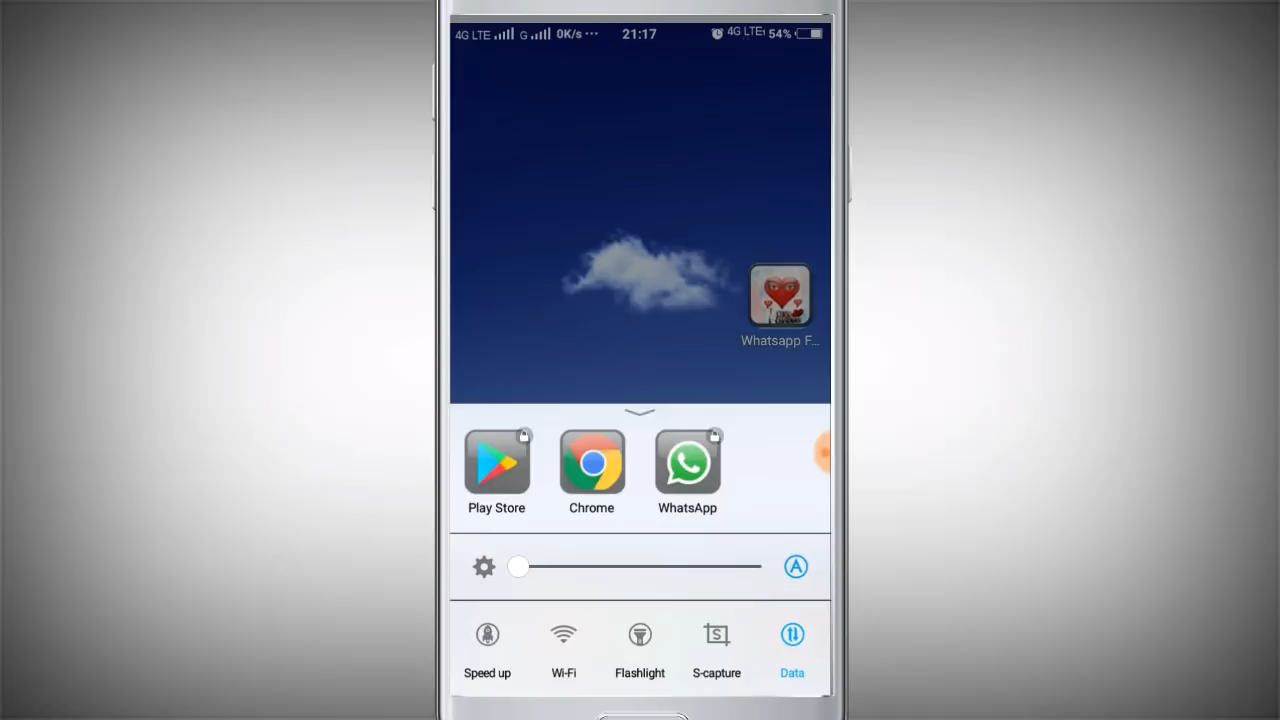 4G LTE G 0K/s ··· 21:17 4G LTE 54%
Whatsapp F...
Play Store Chrome WhatsApp
A
S
Speed up Wi-Fi Flashlight S-capture Data